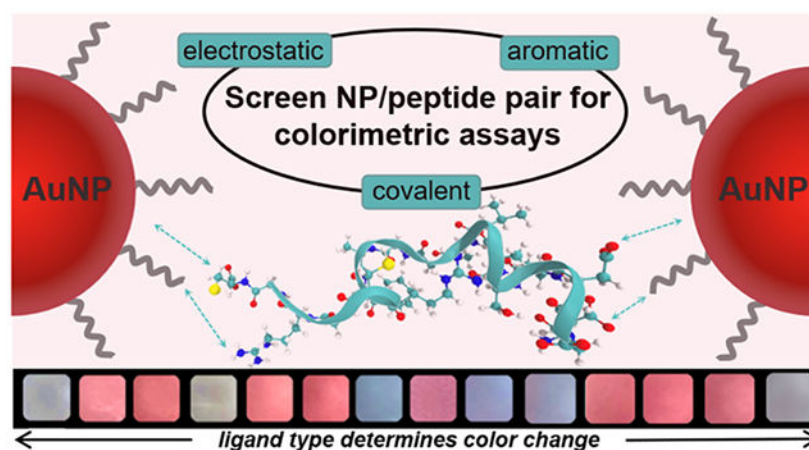 electrostatic
aromatic
Screen NP/peptide pair for
colorimetric assays
covalent
AuNP
AuNP
ligand type determines color change